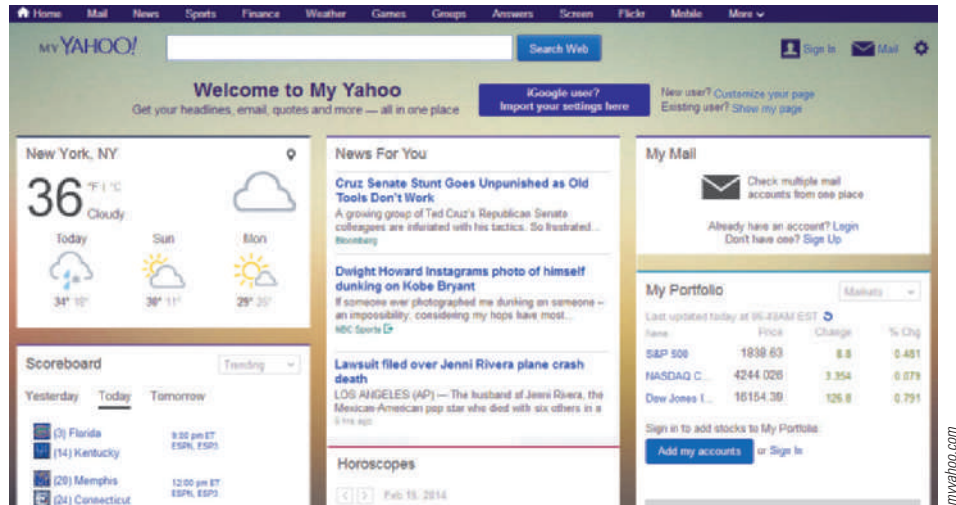 Home Mail News Sports Finance Weather Games Groups Answers Screen Flickr Mobile More
MY YAHOO!
Search Web
Sign In Mail
Welcome to My Yahoo
Get your headlines, email, quotes and more — all in one place
iGoogle user?
Import your settings here
New user? Customize your page
Existing user? Show my page
New York, NY
36 °F | °C
Cloudy
Today Sun Mon
34° 36° 11° 29°
Scoreboard Trending
Yesterday Today Tomorrow
(3) Florida
(14) Kentucky
9:00 pm ET
ESPN, ESP3
(20) Memphis
(24) Connecticut
12:00 pm ET
ESPN, ESP3
News For You
Cruz Senate Stunt Goes Unpunished as Old
Tools Don't Work
A growing group of Ted Cruz's Republican Senate
colleagues are infuriated with his tactics. So frustrated...
Bloomberg
Dwight Howard Instagrams photo of himself
dunking on Kobe Bryant
If someone ever photographed me dunking on someone –
an impossibility, considering my hops have most...
NBC Sports
Lawsuit filed over Jenni Rivera plane crash
death
LOS ANGELES (AP) — The husband of Jenni Rivera, the
Mexican-American pop star who died with six others in a
hrs ago
Horoscopes
Feb 15, 2014
My Mail
Check multiple mail
accounts from one place
Already have an account? Login
Don't have one? Sign Up
My Portfolio Markets
Last updated today at EST
Name Price Change % Chg
S&P 500 1838.63 8.8 0.481
NASDAQ C... 4244.026 3.354 0.079
Dow Jones I... 16154.39 126.8 0.791
Sign in to add stocks to My Portfolio
Add my accounts or Sign In
myyahoo.com